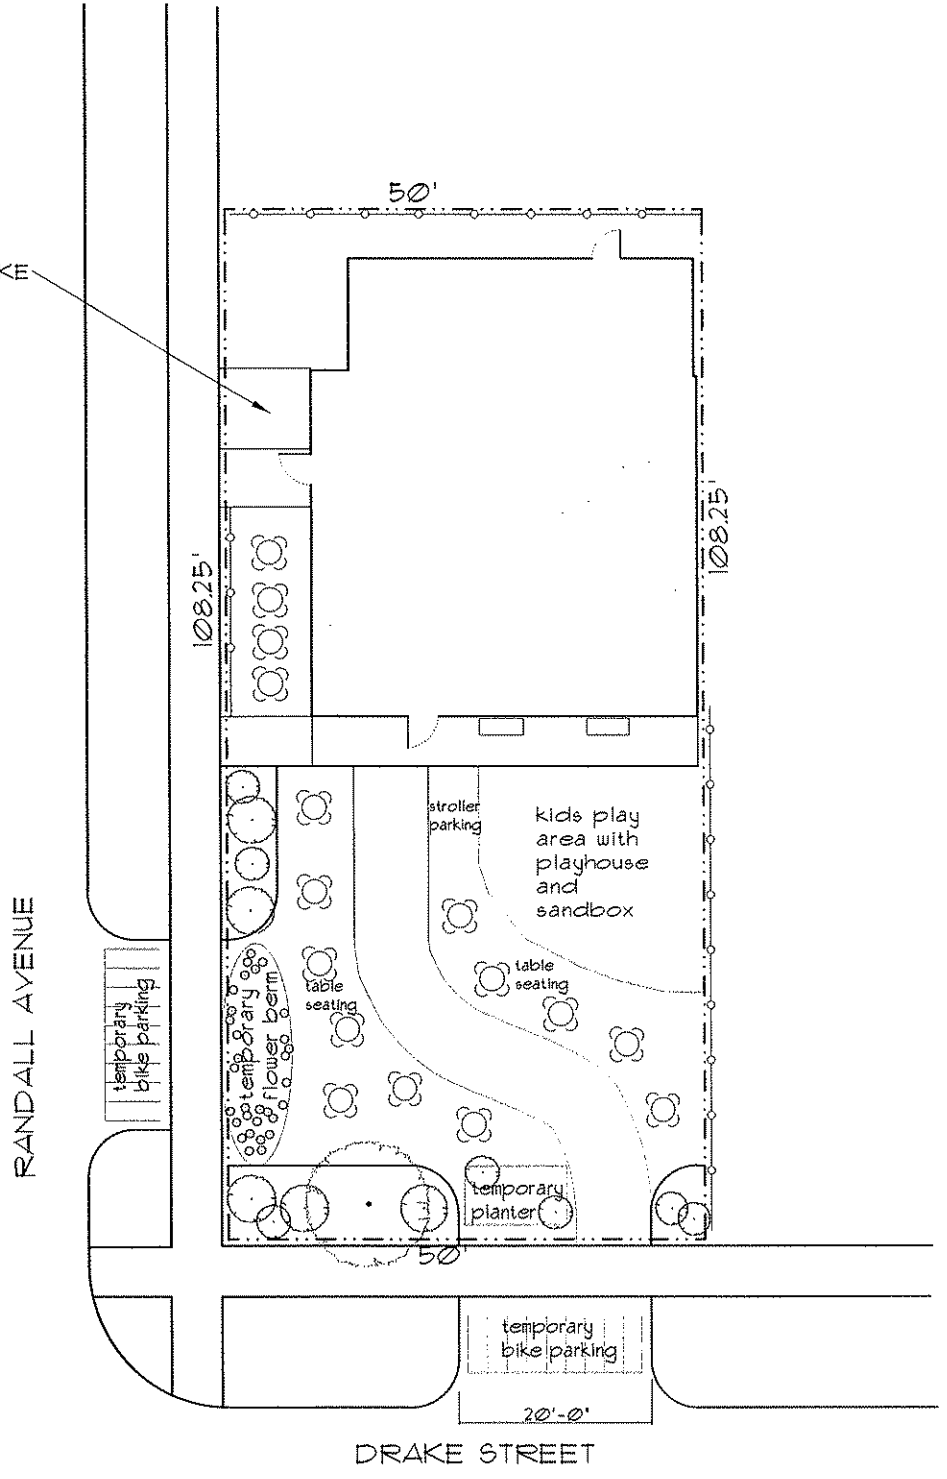 50'
108.25'
108.25'
stroller
parking
kids play
area with
playhouse
and
sandbox
table
seating
table
seating
temporary
flower berm
temporary
bike parking
RANDALL AVENUE
temporary
planter
50'
temporary
bike parking
20'-0"
DRAKE STREET